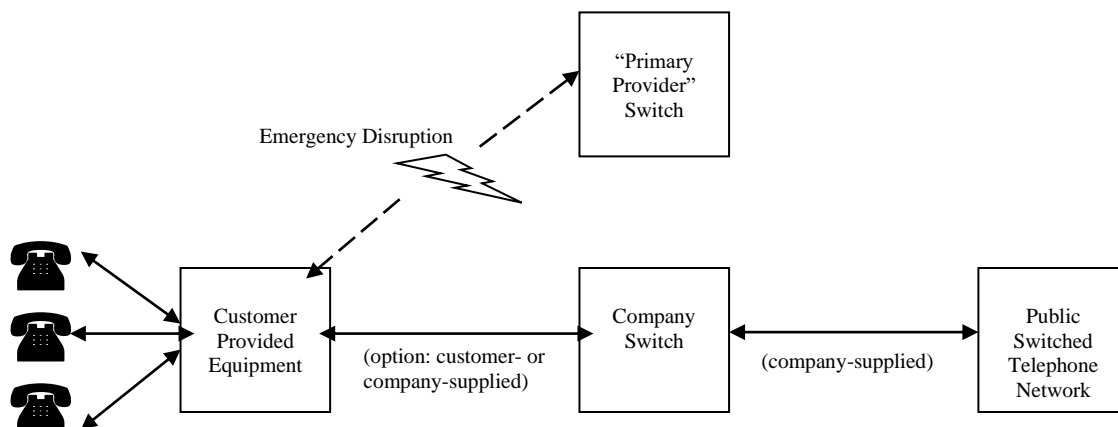 “Primary
Provider”
Switch
Emergency Disruption
Customer
Provided
Equipment
(option: customer- or
company-supplied)
Company
Switch
(company-supplied)
Public
Switched
Telephone
Network